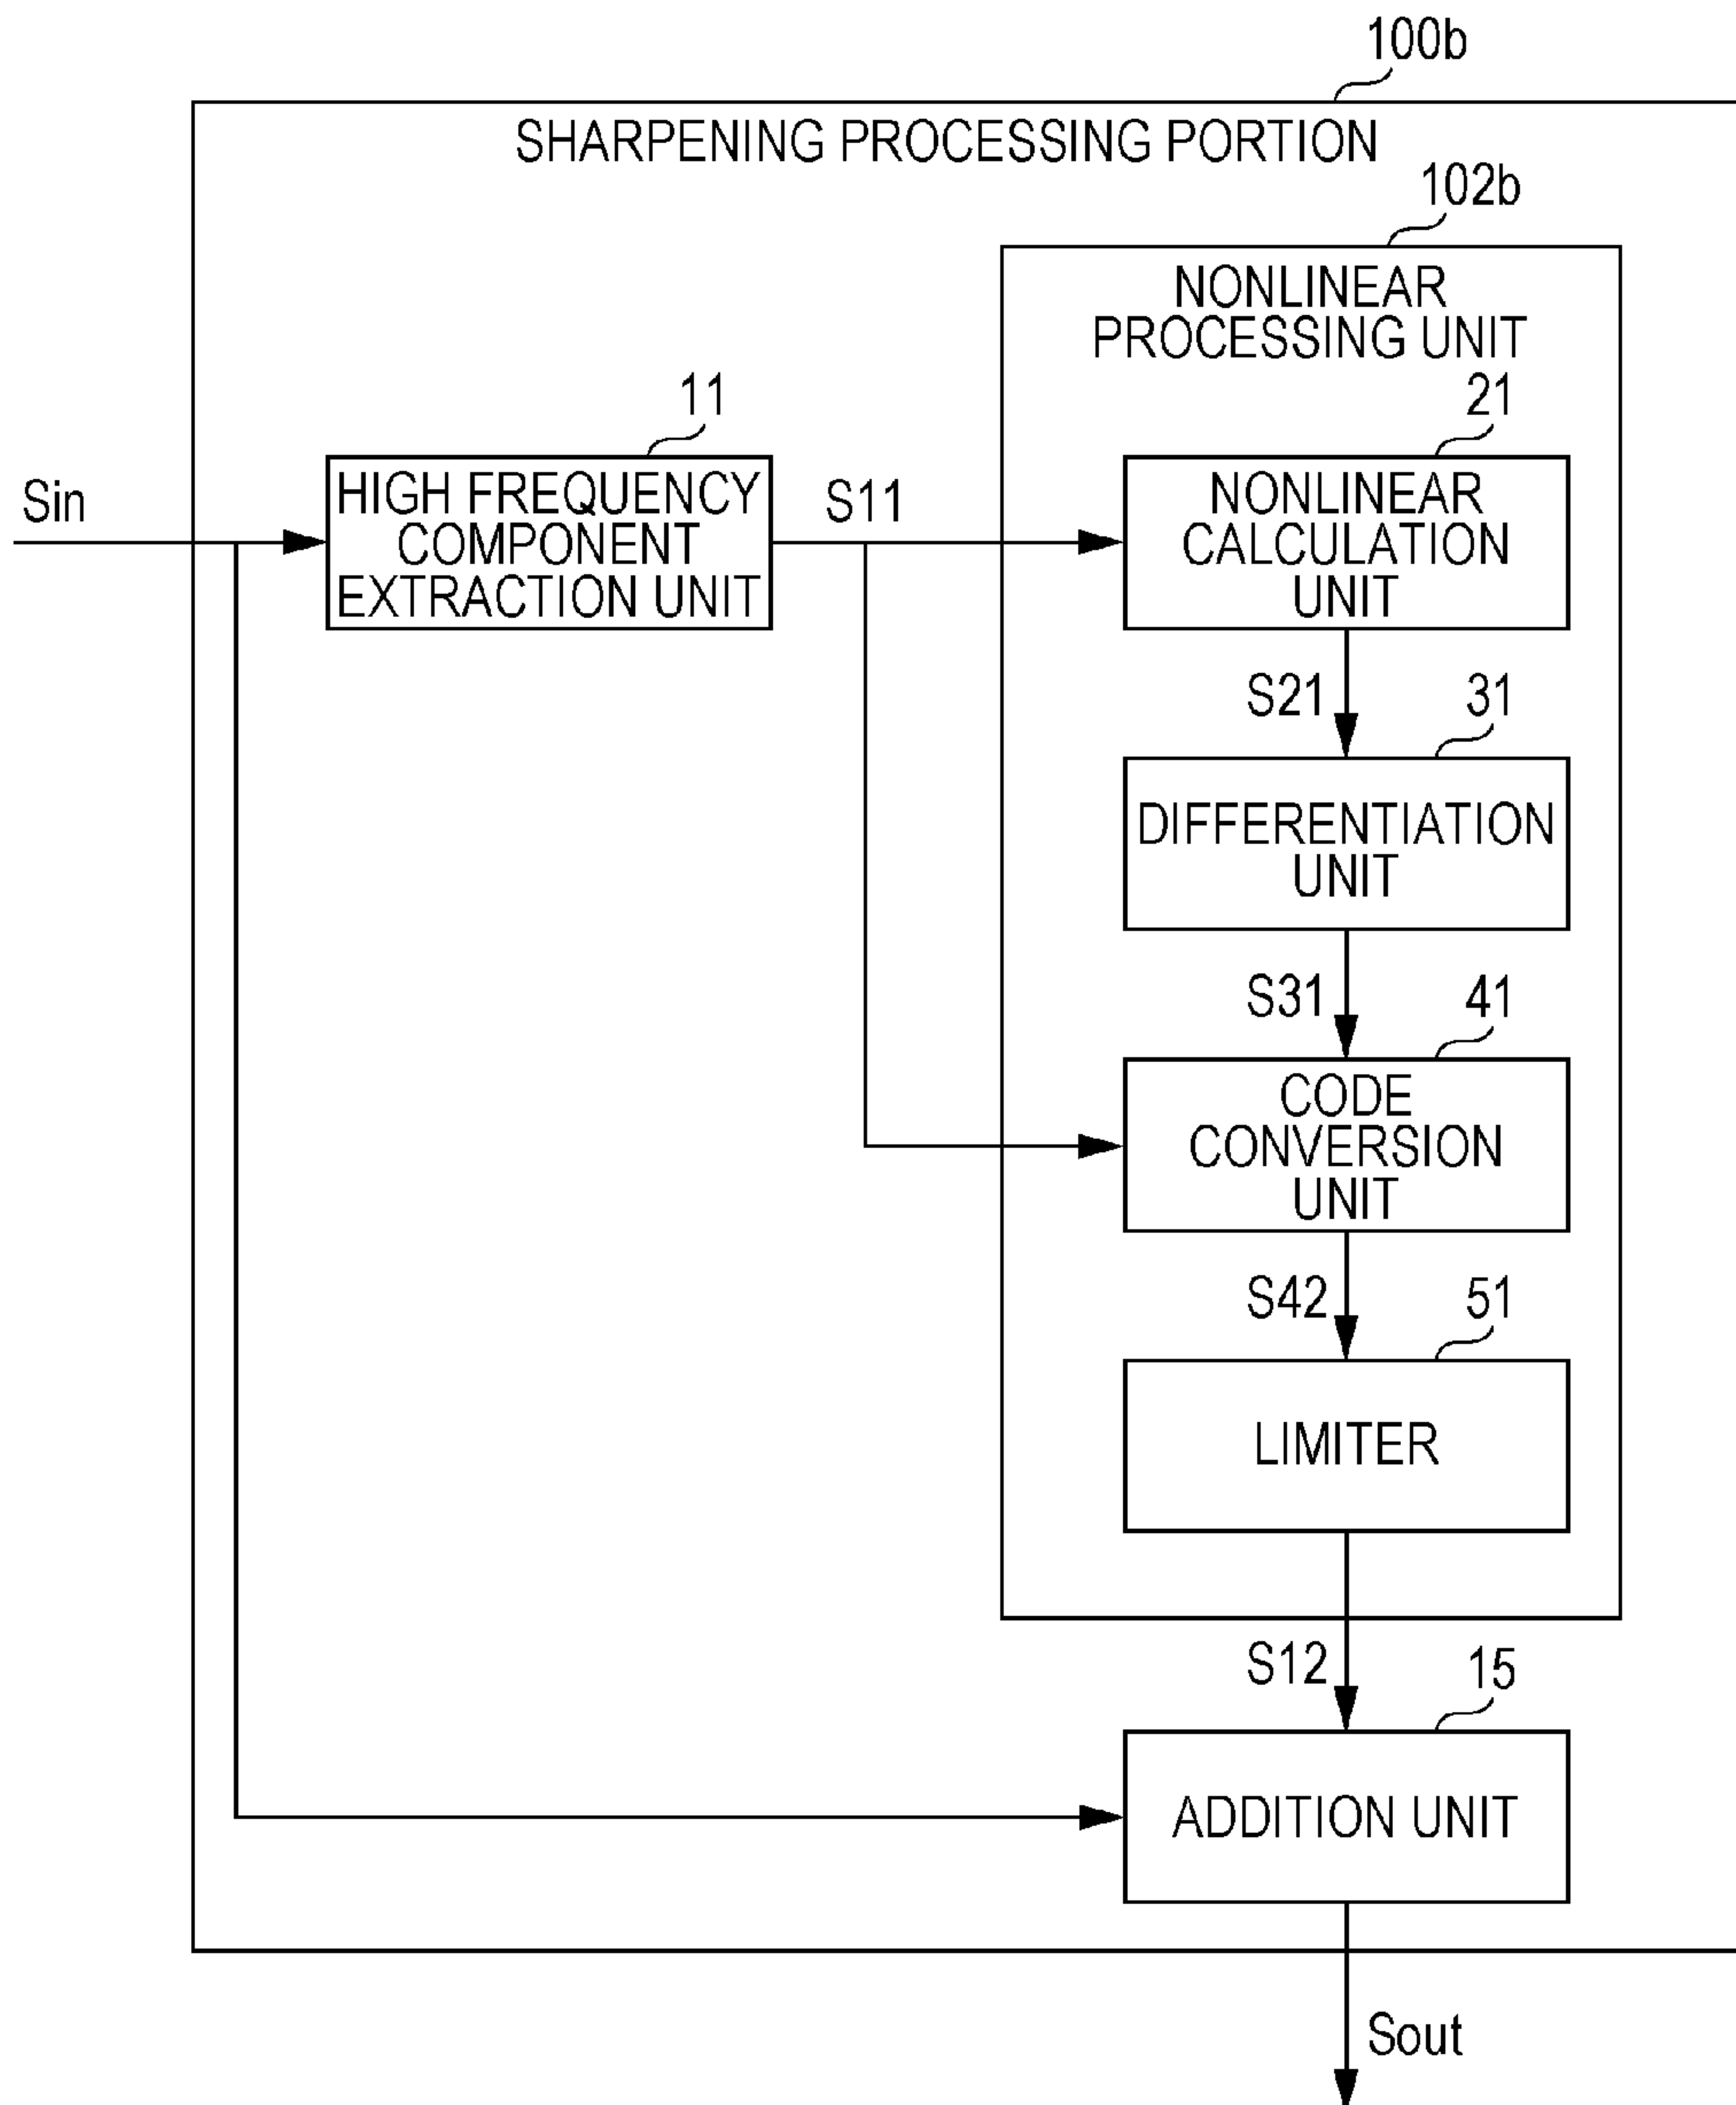 100b
SHARPENING PROCESSING PORTION
102b
NONLINEAR
PROCESSING UNIT
11
21
Sin
HIGH FREQUENCY
COMPONENT
EXTRACTION UNIT
S11
NONLINEAR
CALCULATION
UNIT
S21
31
DIFFERENTIATION
UNIT
S31
41
CODE
CONVERSION
UNIT
S42
51
LIMITER
S12
15
ADDITION UNIT
Sout